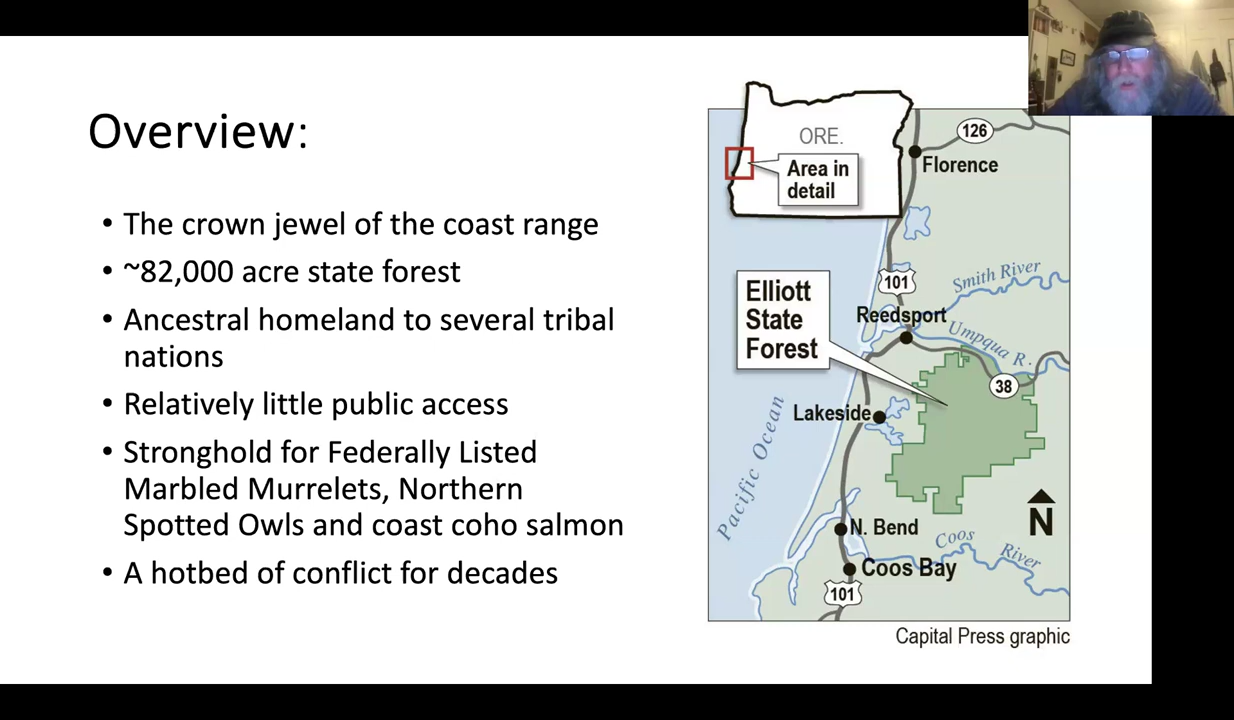 Overview:
• The crown jewel of the coast range
• ~82,000 acre state forest
• Ancestral homeland to several tribal
nations
• Relatively little public access
• Stronghold for Federally Listed
Marbled Murrelets, Northern
Spotted Owls and coast coho salmon
• A hotbed of conflict for decades
ORE.
Area in
detail
126
Florence
Smith River
101
Elliott
State
Forest
Reedsport
Umpqua R.
38
Lakeside
Pacific Ocean
N
N. Bend
Coos
River
Coos Bay
101
Capital Press graphic